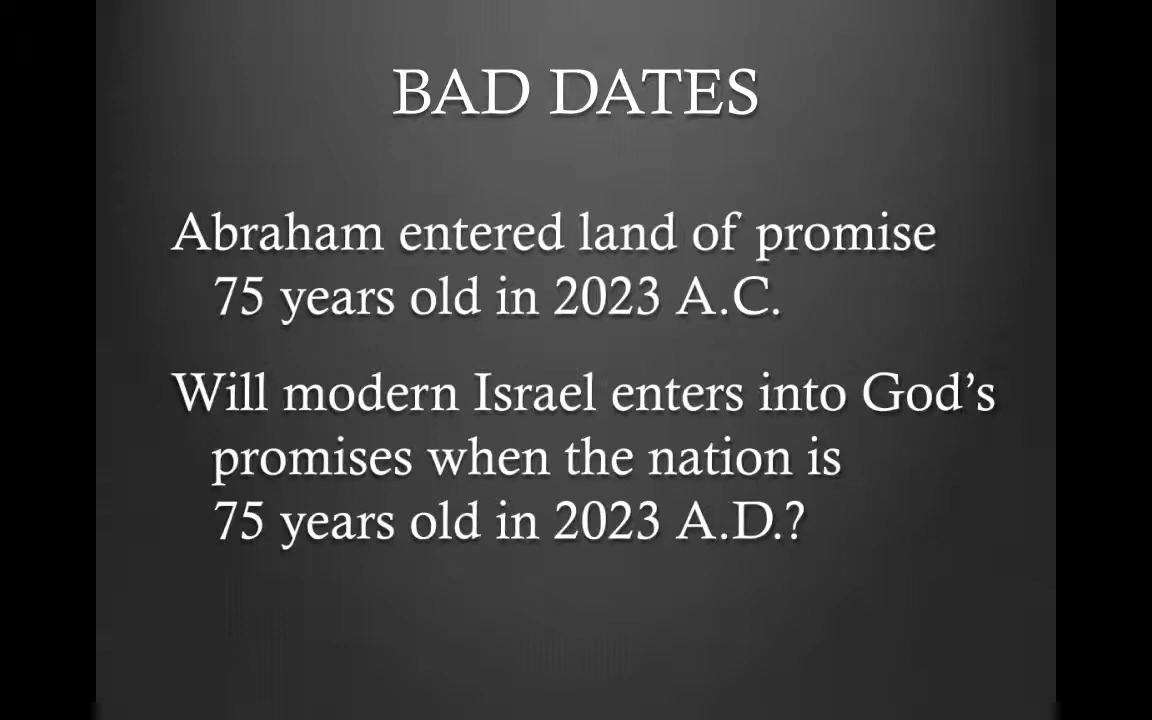 BAD DATES
Abraham entered land of promise
75 years old in 2023 A.C.
Will modern Israel enters into God’s
promises when the nation is
75 years old in 2023 A.D.?